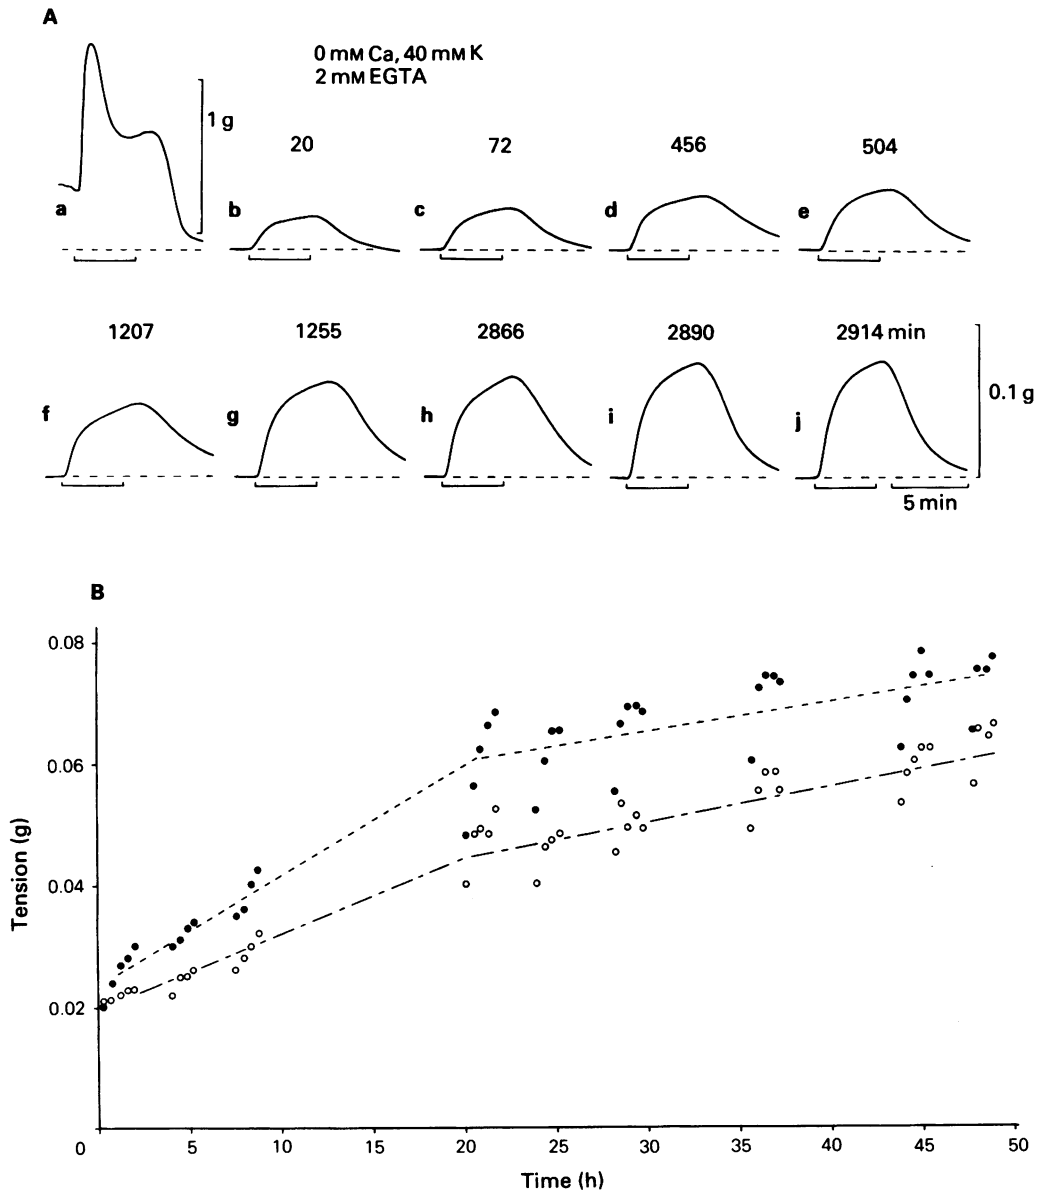 A
0 mM Ca, 40 mM K
2 mM EGTA
1 g
20
72
456
504
a
b
c
d
e
1207
1255
2866
2890
2914 min
f
g
h
i
j
0.1 g
5 min
B
0.08
0.06
0.04
0.02
Tension (g)
0
5
10
15
20
25
30
35
40
45
50
Time (h)